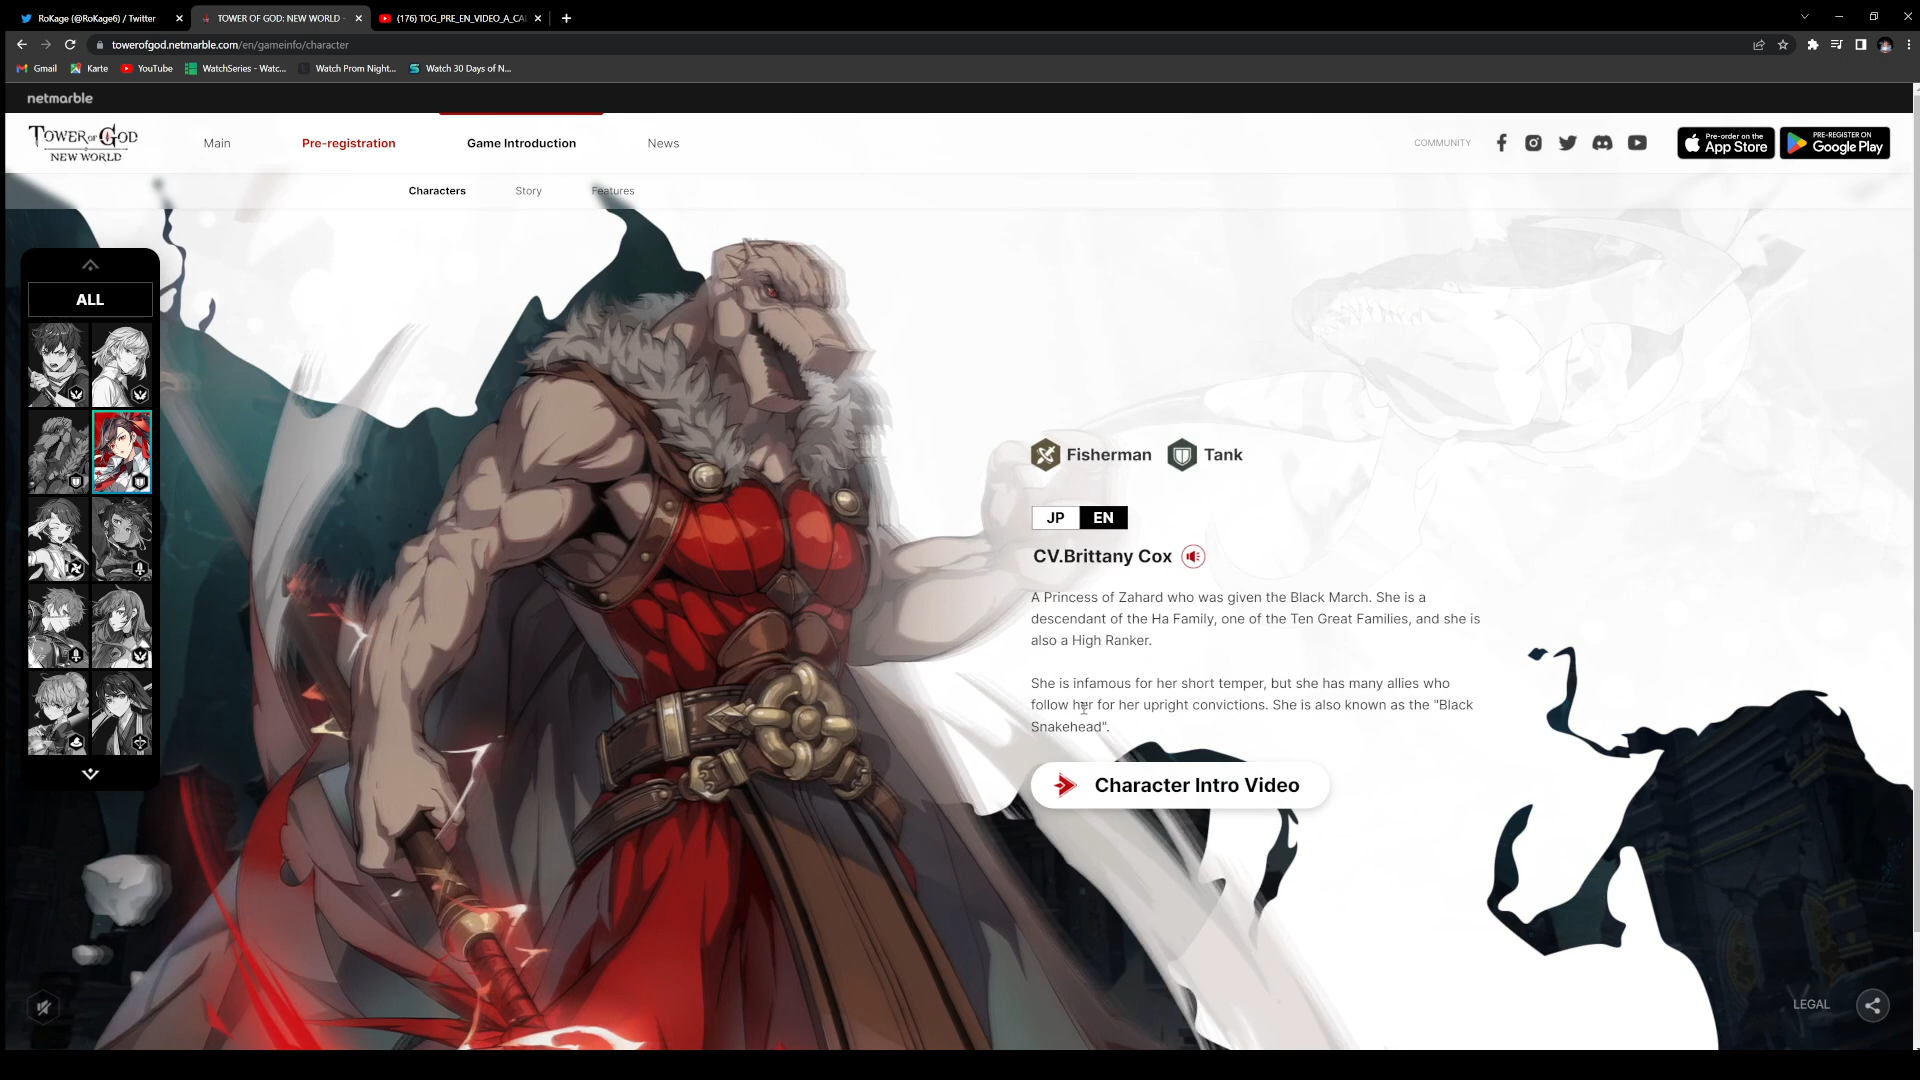 RoKage (@RoKage6) / Twitter
TOWER OF GOD: NEW WORLD -
(176) TOG_PRE_EN_VIDEO_A_CAI
towerofgod.netmarble.com/en/gameinfo/character
Gmail
Karte
YouTube
WatchSeries - Watc...
Watch Prom Night...
Watch 30 Days of N...
netmarble
TOWER OF GOD
NEW WORLD
Main
Pre-registration
Game Introduction
News
COMMUNITY
Pre-order on the
App Store
PRE-REGISTER ON
Google Play
Characters
Story
Features
ALL
Fisherman
Tank
JP
EN
CV.Brittany Cox
A Princess of Zahard who was given the Black March. She is a
descendant of the Ha Family, one of the Ten Great Families, and she is
also a High Ranker.
She is infamous for her short temper, but she has many allies who
follow her for her upright convictions. She is also known as the "Black
Snakehead".
Character Intro Video
LEGAL